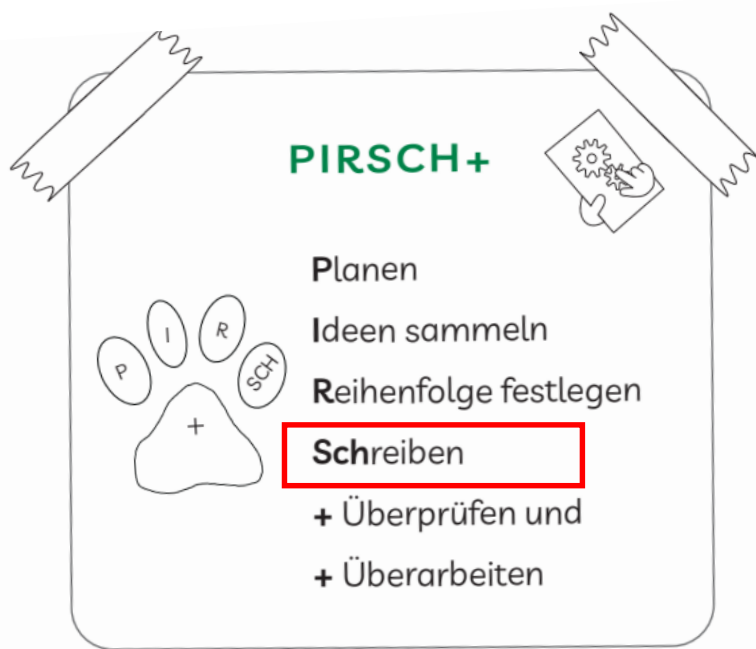 PIRSCH+
Planen
Ideen sammeln
Reihenfolge festlegen
Schreiben
+ Überprüfen und
+ Überarbeiten
P
I
R
SCH
+